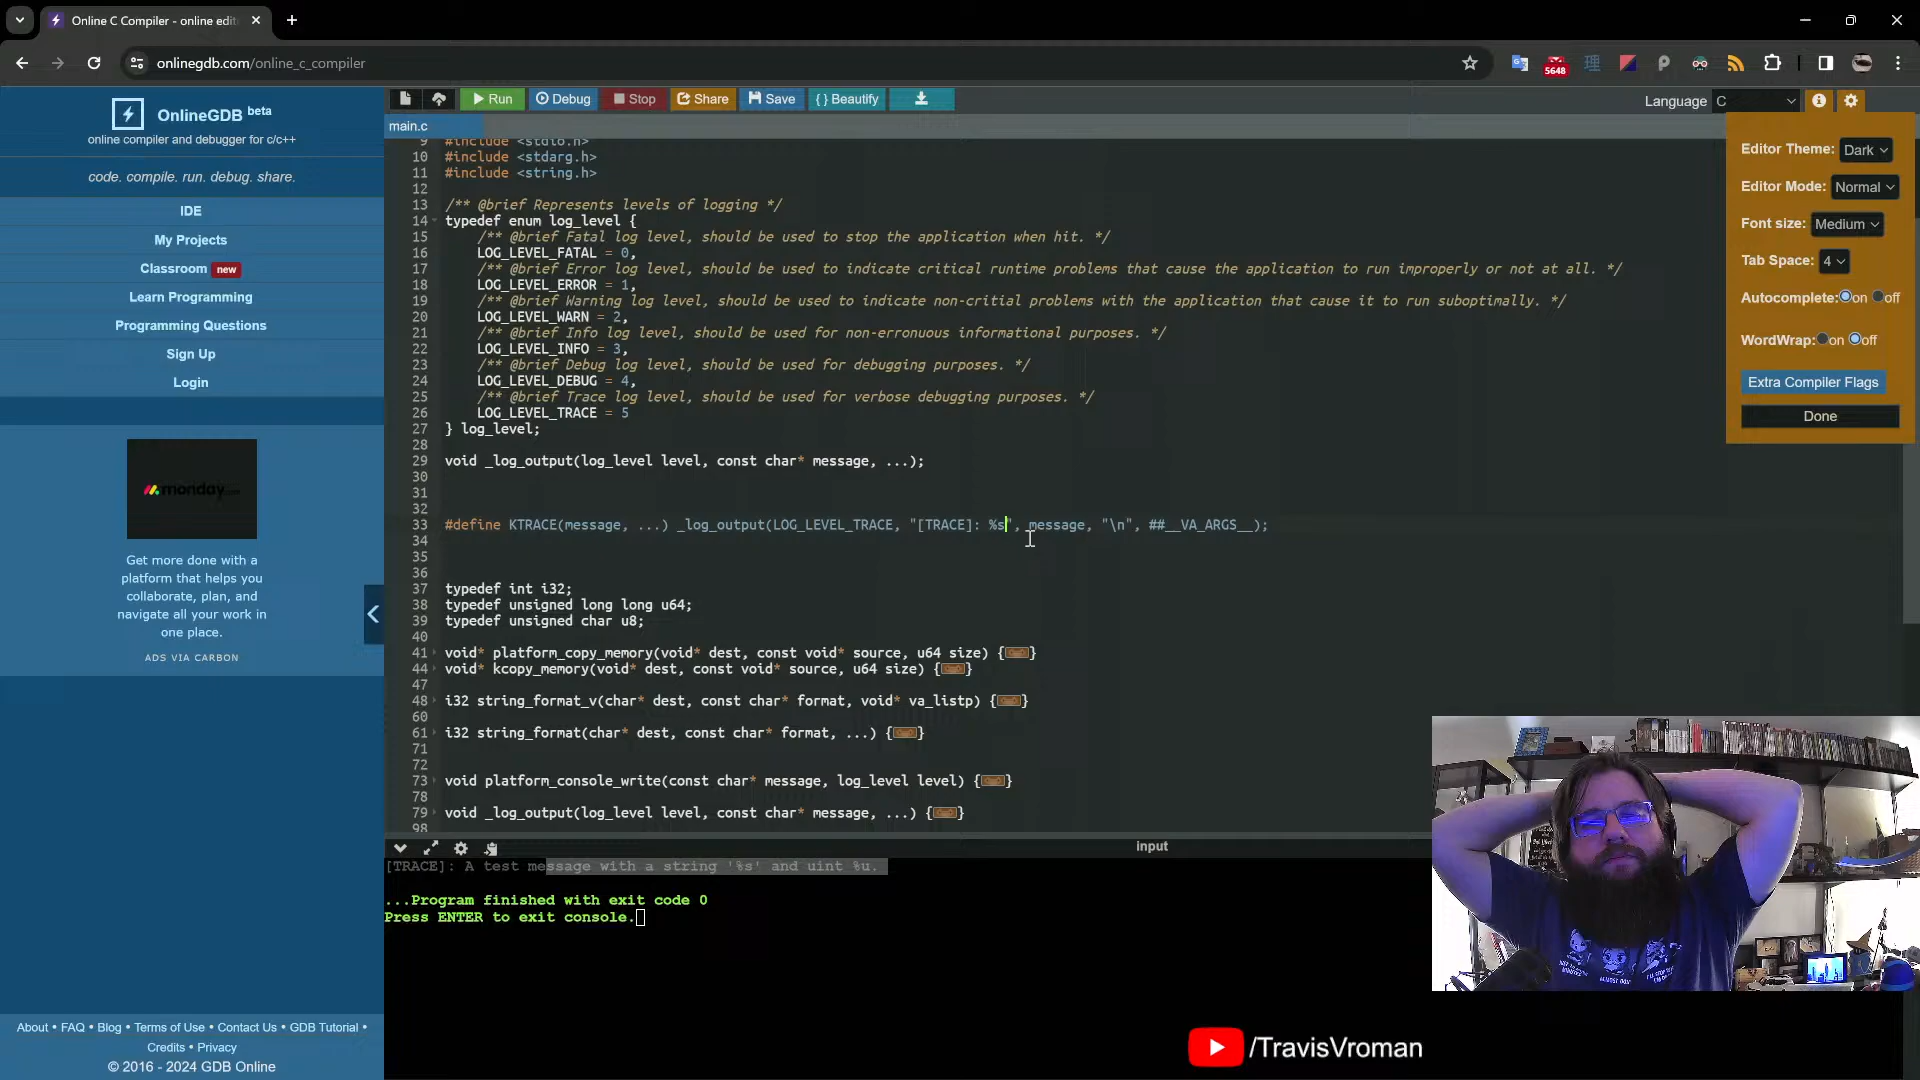 Online C Compiler - online edit
onlinegdb.com/online_c_compiler
5648
OnlineGDB beta
online compiler and debugger for c/c++
code. compile. run. debug. share.
IDE
My Projects
Classroom new
Learn Programming
Programming Questions
Sign Up
Login
monday
Get more done with a
platform that helps you
collaborate, plan, and
navigate all your work in
one place.
ADS VIA CARBON
About • FAQ • Blog • Terms of Use • Contact Us • GDB Tutorial •
Credits • Privacy
© 2016 - 2024 GDB Online
Run Debug Stop Share Save { } Beautify
Language C
main.c
9 #include <stdio.h>
10 #include <stdarg.h>
11 #include <string.h>
12
13 /** @brief Represents levels of logging */
14 typedef enum log_level {
15 /** @brief Fatal log level, should be used to stop the application when hit. */
16 LOG_LEVEL_FATAL = 0,
17 /** @brief Error log level, should be used to indicate critical runtime problems that cause the application to run improperly or not at all. */
18 LOG_LEVEL_ERROR = 1,
19 /** @brief Warning log level, should be used to indicate non-critial problems with the application that cause it to run suboptimally. */
20 LOG_LEVEL_WARN = 2,
21 /** @brief Info log level, should be used for non-erronuous informational purposes. */
22 LOG_LEVEL_INFO = 3,
23 /** @brief Debug log level, should be used for debugging purposes. */
24 LOG_LEVEL_DEBUG = 4,
25 /** @brief Trace log level, should be used for verbose debugging purposes. */
26 LOG_LEVEL_TRACE = 5
27 } log_level;
28
29 void _log_output(log_level level, const char* message, ...);
30
31
32
33 #define KTRACE(message, ...) _log_output(LOG_LEVEL_TRACE, "[TRACE]: %s", message, "\n", ##__VA_ARGS__);
34
35
36
37 typedef int i32;
38 typedef unsigned long long u64;
39 typedef unsigned char u8;
40
41 void* platform_copy_memory(void* dest, const void* source, u64 size) {}
44 void* kcopy_memory(void* dest, const void* source, u64 size) {}
47
48 i32 string_format_v(char* dest, const char* format, void* va_listp) {}
60
61 i32 string_format(char* dest, const char* format, ...) {}
71
72
73 void platform_console_write(const char* message, log_level level) {}
78
79 void _log_output(log_level level, const char* message, ...) {}
98
Editor Theme: Dark
Editor Mode: Normal
Font size: Medium
Tab Space: 4
Autocomplete: on off
WordWrap: on off
Extra Compiler Flags
Done
input
[TRACE]: A test message with a string '%s' and uint %u.
...Program finished with exit code 0
Press ENTER to exit console.
/TravisVroman